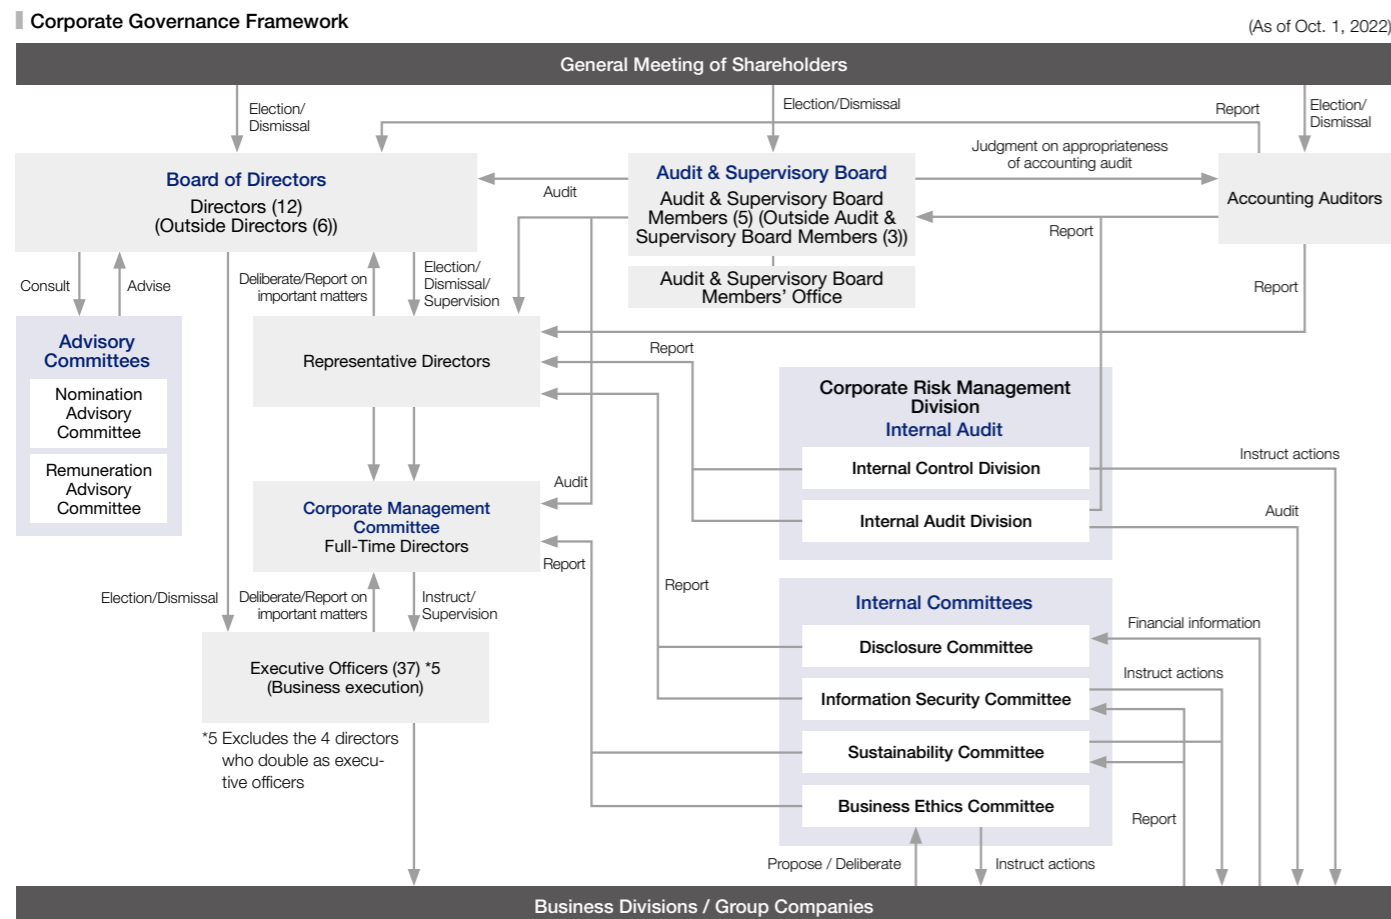 Corporate Governance Framework
(As of Oct. 1, 2022)
General Meeting of Shareholders
Election/
Dismissal
Election/Dismissal
Report
Election/
Dismissal
Board of Directors
Directors (12)
(Outside Directors (6))
Audit
Audit & Supervisory Board
Audit & Supervisory Board
Members (5) (Outside Audit &
Supervisory Board Members (3))
Judgment on appropriateness
of accounting audit
Accounting Auditors
Report
Audit & Supervisory Board
Members' Office
Consult
Advise
Deliberate/Report on
important matters
Election/
Dismissal/
Supervision
Report
Advisory
Committees
Nomination
Advisory
Committee
Remuneration
Advisory
Committee
Representative Directors
Report
Corporate Risk Management
Division
Internal Audit
Internal Control Division
Internal Audit Division
Instruct actions
Audit
Audit
Corporate Management
Committee
Full-Time Directors
Report
Report
Election/Dismissal
Deliberate/Report on
important matters
Instruct/
Supervision
Executive Officers (37) *5
(Business execution)
*5 Excludes the 4 directors
who double as execu-
tive officers
Internal Committees
Disclosure Committee
Information Security Committee
Sustainability Committee
Business Ethics Committee
Financial information
Instruct actions
Report
Propose / Deliberate
Instruct actions
Business Divisions / Group Companies